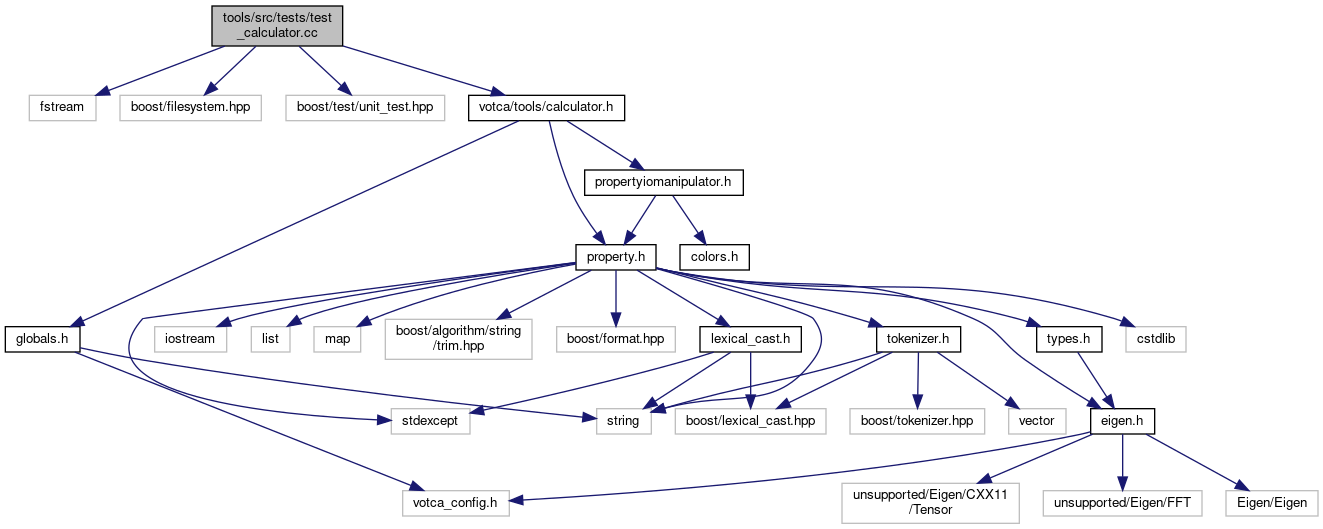 tools/src/tests/test
_calculator.cc
fstream
boost/filesystem.hpp
boost/test/unit_test.hpp
votca/tools/calculator.h
propertyiomanipulator.h
property.h
colors.h
globals.h
iostream
list
map
boost/algorithm/string
/trim.hpp
boost/format.hpp
lexical_cast.h
tokenizer.h
types.h
cstdlib
stdexcept
string
boost/lexical_cast.hpp
boost/tokenizer.hpp
vector
eigen.h
votca_config.h
unsupported/Eigen/CXX11
/Tensor
unsupported/Eigen/FFT
Eigen/Eigen